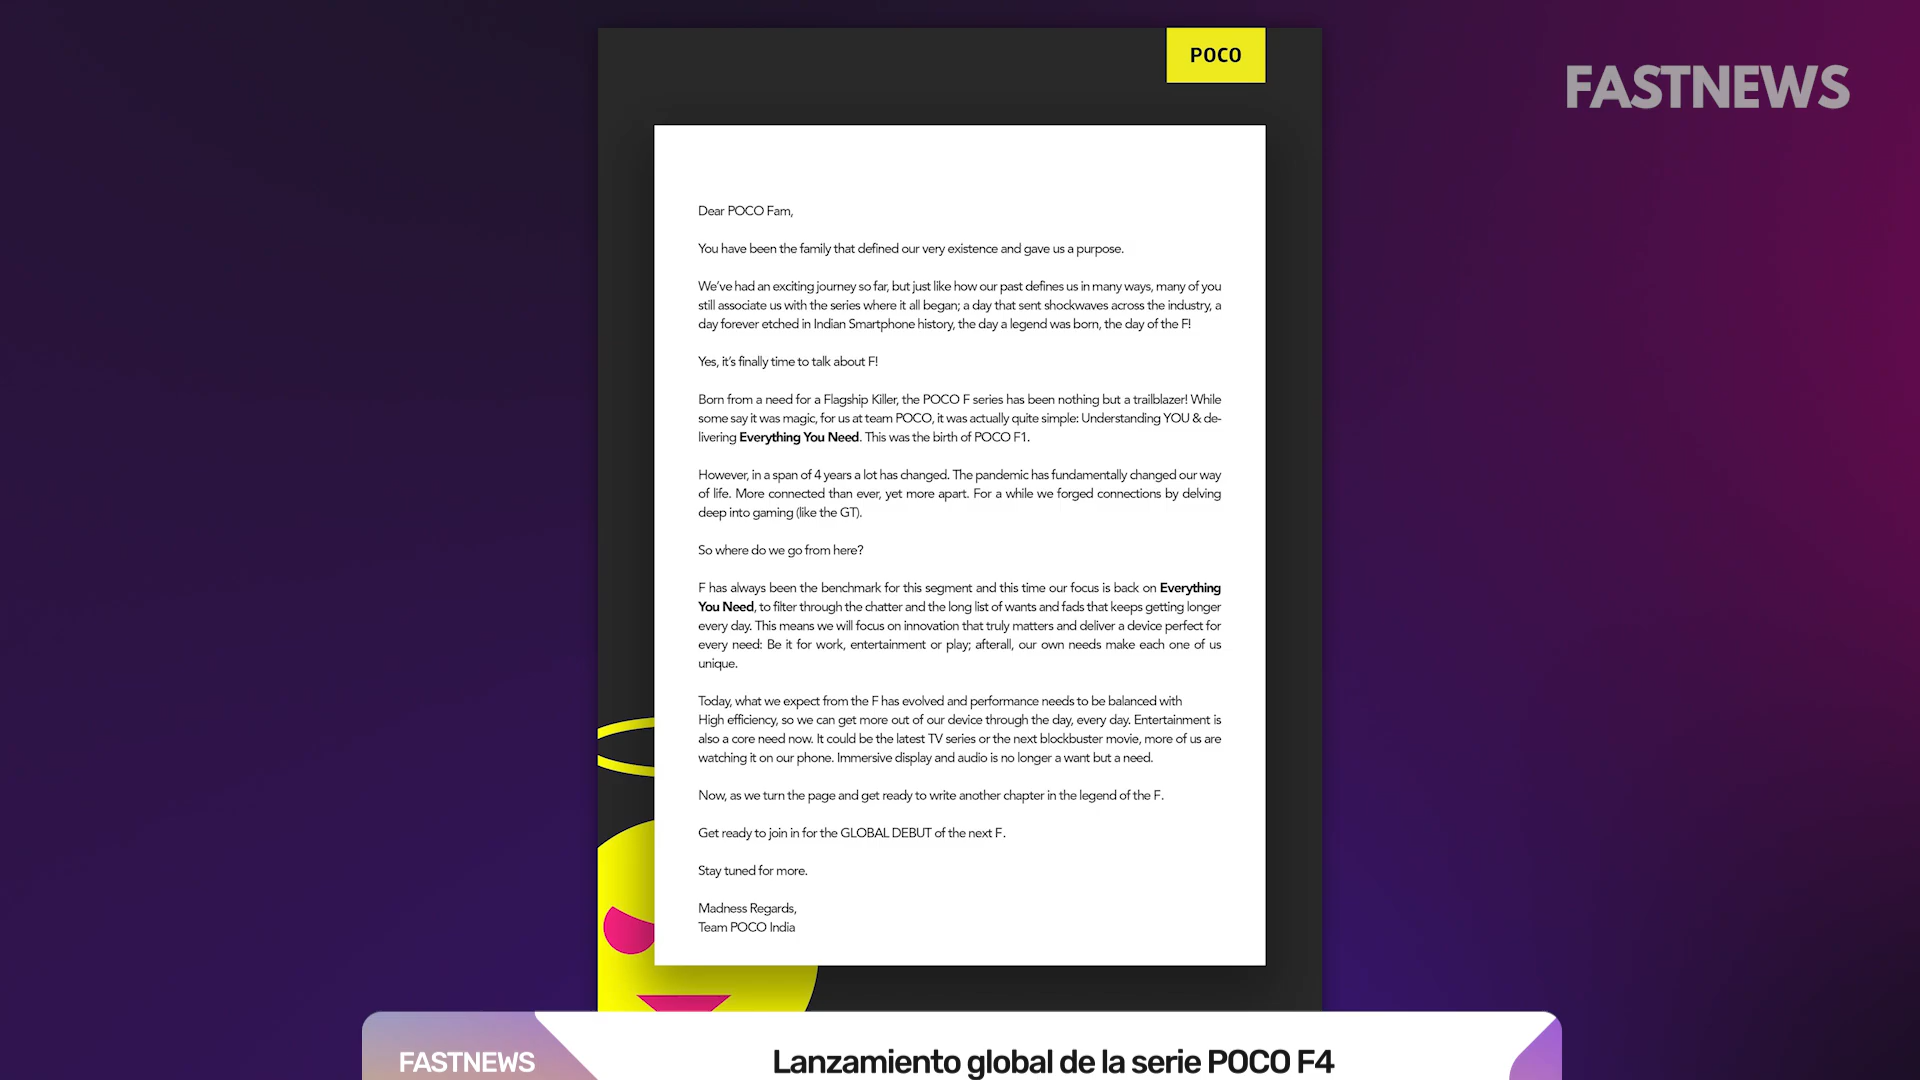 POCO
FASTNEWS
Dear POCO Fam,
You have been the family that defined our very existence and gave us a purpose.
We've had an exciting journey so far, but just like how our past defines us in many ways, many of you
still associate us with the series where it all began; a day that sent shockwaves across the industry, a
day forever etched in Indian Smartphone history, the day a legend was born, the day of the F!
Yes, it's finally time to talk about F!
Born from a need for a Flagship Killer, the POCO F series has been nothing but a trailblazer! While
some say it was magic, for us at team POCO, it was actually quite simple: Understanding YOU & de-
livering Everything You Need. This was the birth of POCO F1.
However, in a span of 4 years a lot has changed. The pandemic has fundamentally changed our way
of life. More connected than ever, yet more apart. For a while we forged connections by delving
deep into gaming (like the GT).
So where do we go from here?
F has always been the benchmark for this segment and this time our focus is back on Everything
You Need, to filter through the chatter and the long list of wants and fads that keeps getting longer
every day. This means we will focus on innovation that truly matters and deliver a device perfect for
every need: Be it for work, entertainment or play; afterall, our own needs make each one of us
unique.
Today, what we expect from the F has evolved and performance needs to be balanced with
High efficiency, so we can get more out of our device through the day, every day. Entertainment is
also a core need now. It could be the latest TV series or the next blockbuster movie, more of us are
watching it on our phone. Immersive display and audio is no longer a want but a need.
Now, as we turn the page and get ready to write another chapter in the legend of the F.
Get ready to join in for the GLOBAL DEBUT of the next F.
Stay tuned for more.
Madness Regards,
Team POCO India
FASTNEWS
Lanzamiento global de la serie POCO F4